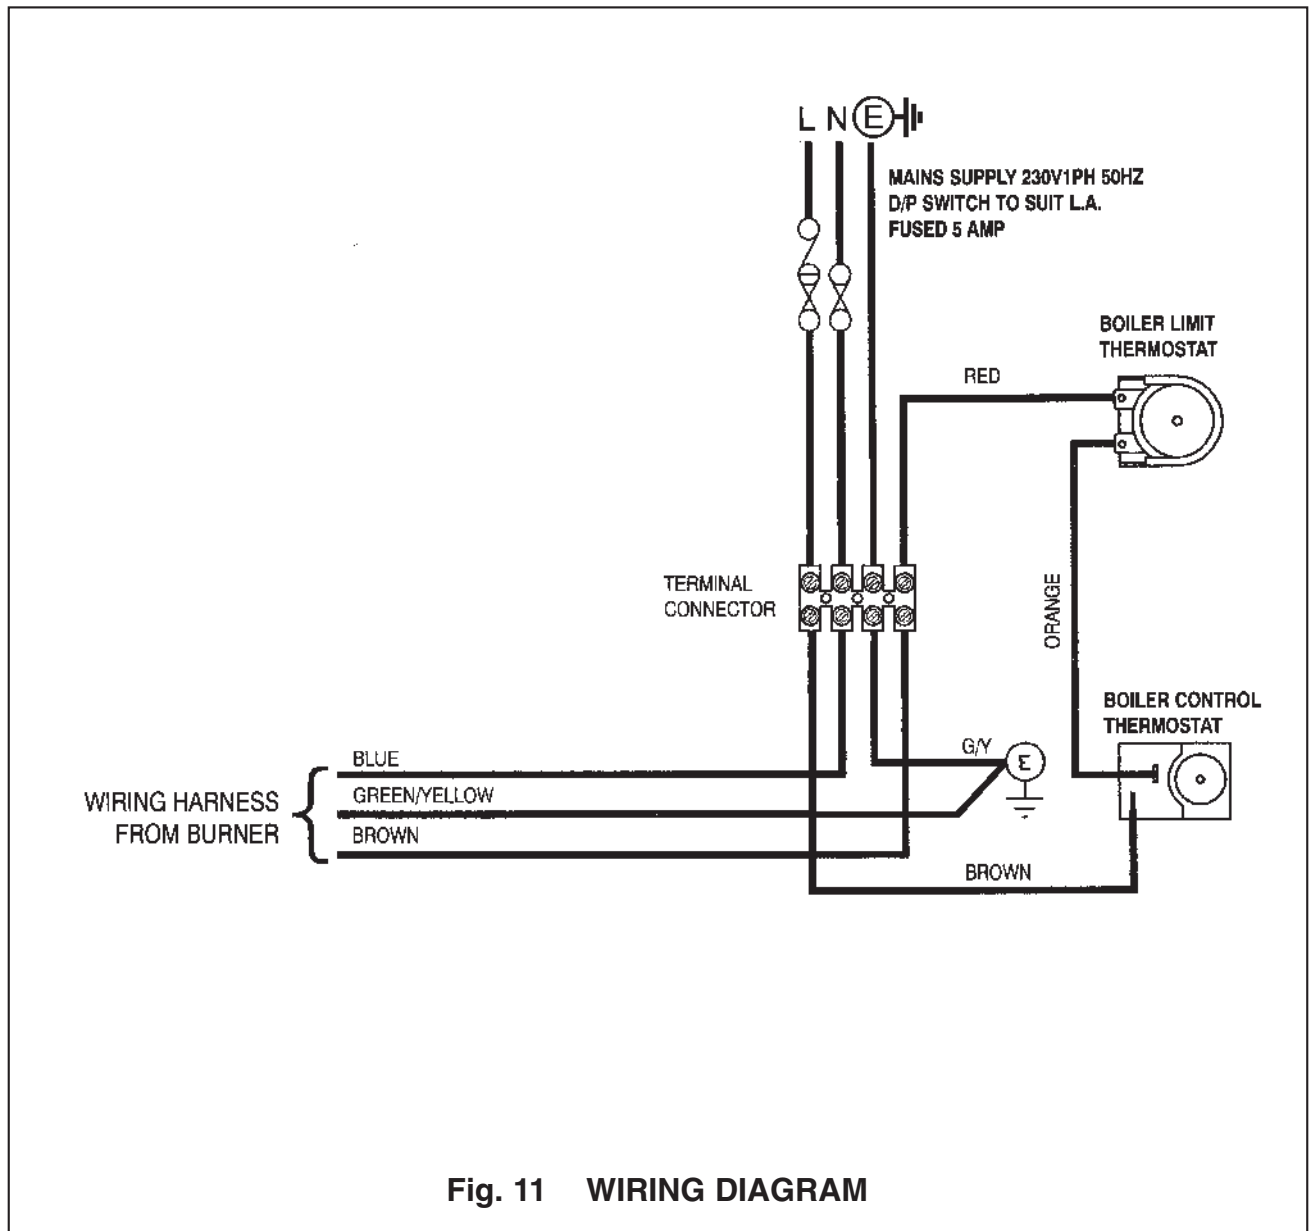 L N E
MAINS SUPPLY 230V1PH 50HZ
D/P SWITCH TO SUIT L.A.
FUSED 5 AMP
BOILER LIMIT
THERMOSTAT
RED
TERMINAL
CONNECTOR
ORANGE
BOILER CONTROL
THERMOSTAT
G/Y
E
BLUE
GREEN/YELLOW
BROWN
WIRING HARNESS
FROM BURNER
BROWN
Fig. 11 WIRING DIAGRAM